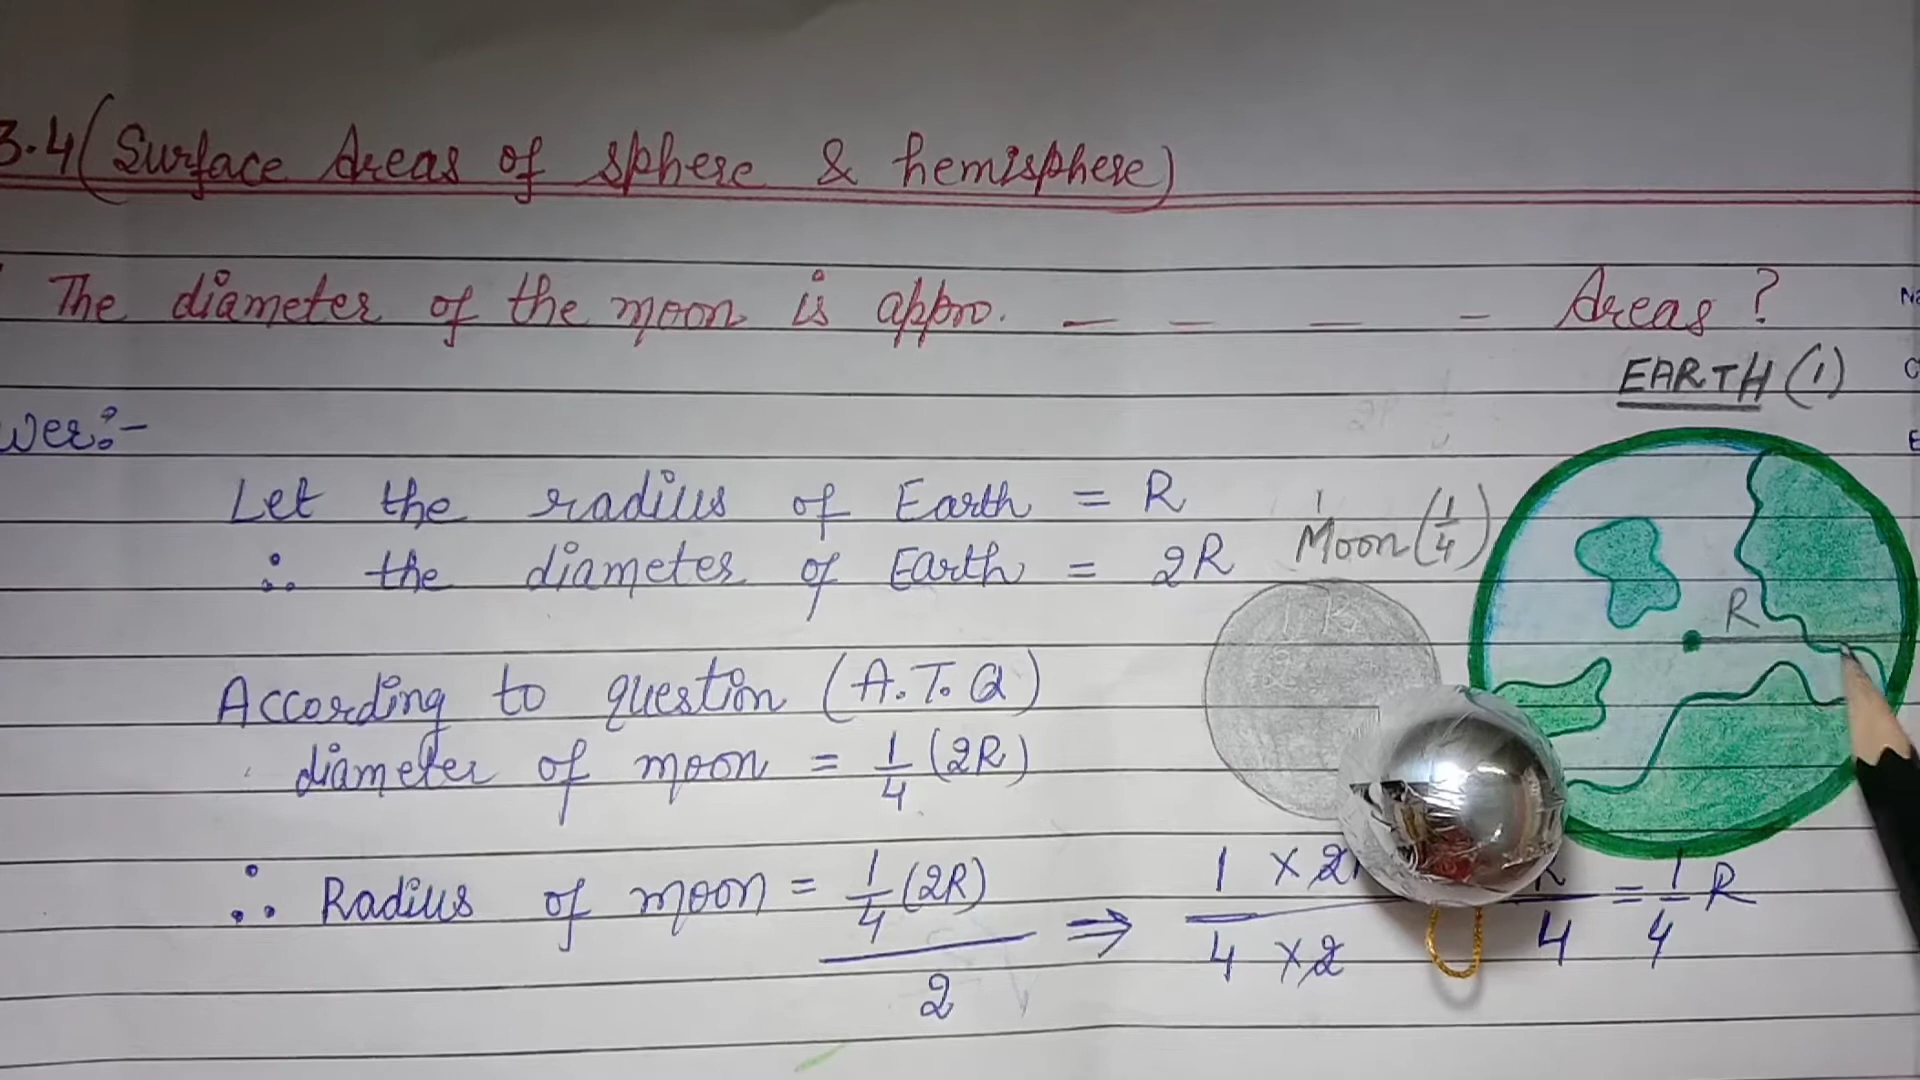 3.4 (Surface Areas of sphere & hemisphere)
The diameter of the moon is appro. — — — — Areas?
EARTH (1)
wer:-
Let the radius of Earth = R
Moon (1/4)
∴ the diameter of Earth = 2R
R
According to question (A.T.Q)
diameter of moon = 1/4 (2R)
∴ Radius of moon = 1/4 (2R) / 2 ⇒ 1 × 2 / 4 × 2 R / 4 = 1/4 R